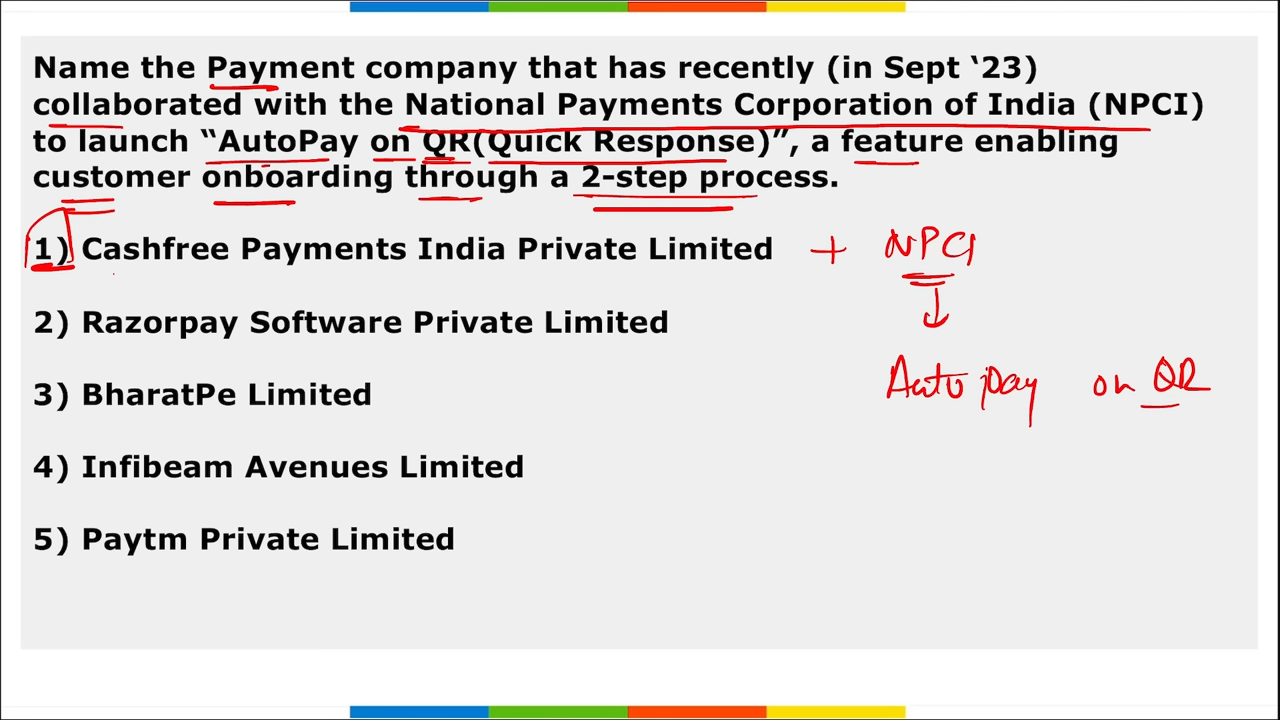 Name the Payment company that has recently (in Sept ‘23)
collaborated with the National Payments Corporation of India (NPCI)
to launch “AutoPay on QR(Quick Response)”, a feature enabling
customer onboarding through a 2-step process.
1) Cashfree Payments India Private Limited + NPCI
2) Razorpay Software Private Limited
3) BharatPe Limited
Auto pay on QR
4) Infibeam Avenues Limited
5) Paytm Private Limited